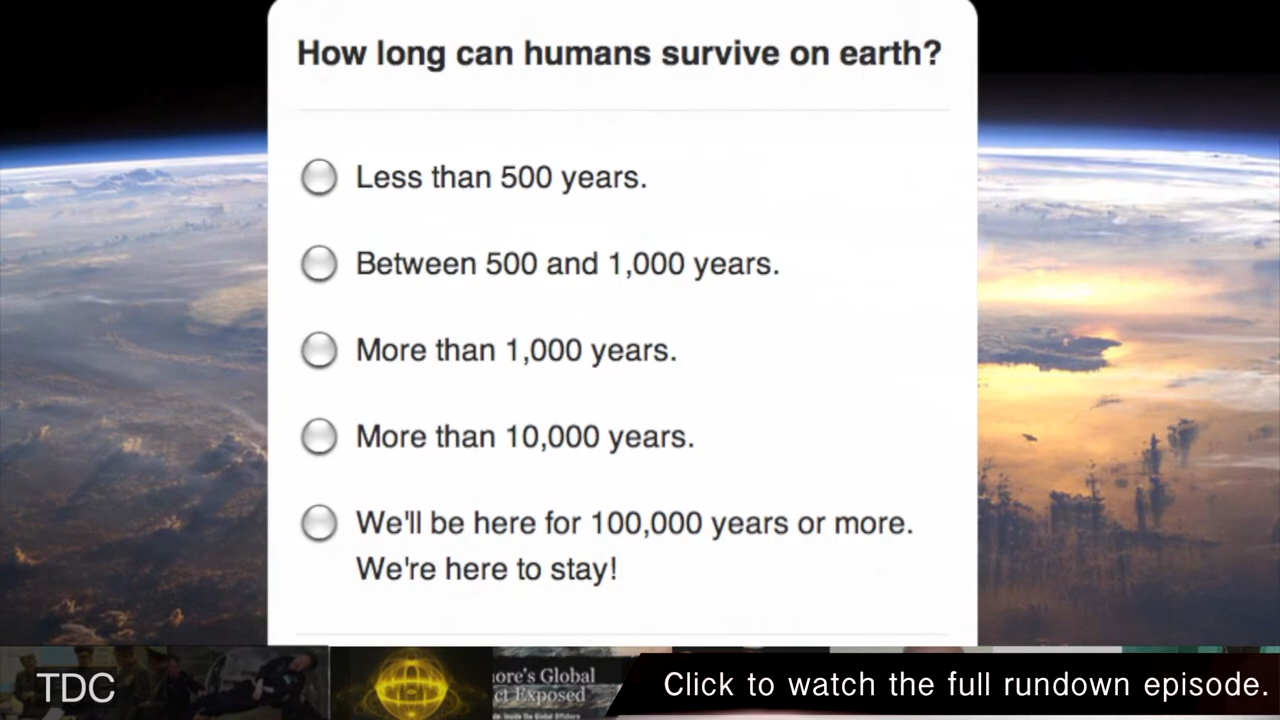 How long can humans survive on earth?
Less than 500 years.
Between 500 and 1,000 years.
More than 1,000 years.
More than 10,000 years.
We'll be here for 100,000 years or more.
We're here to stay!
TDC
Global
Exposed
Click to watch the full rundown episode.